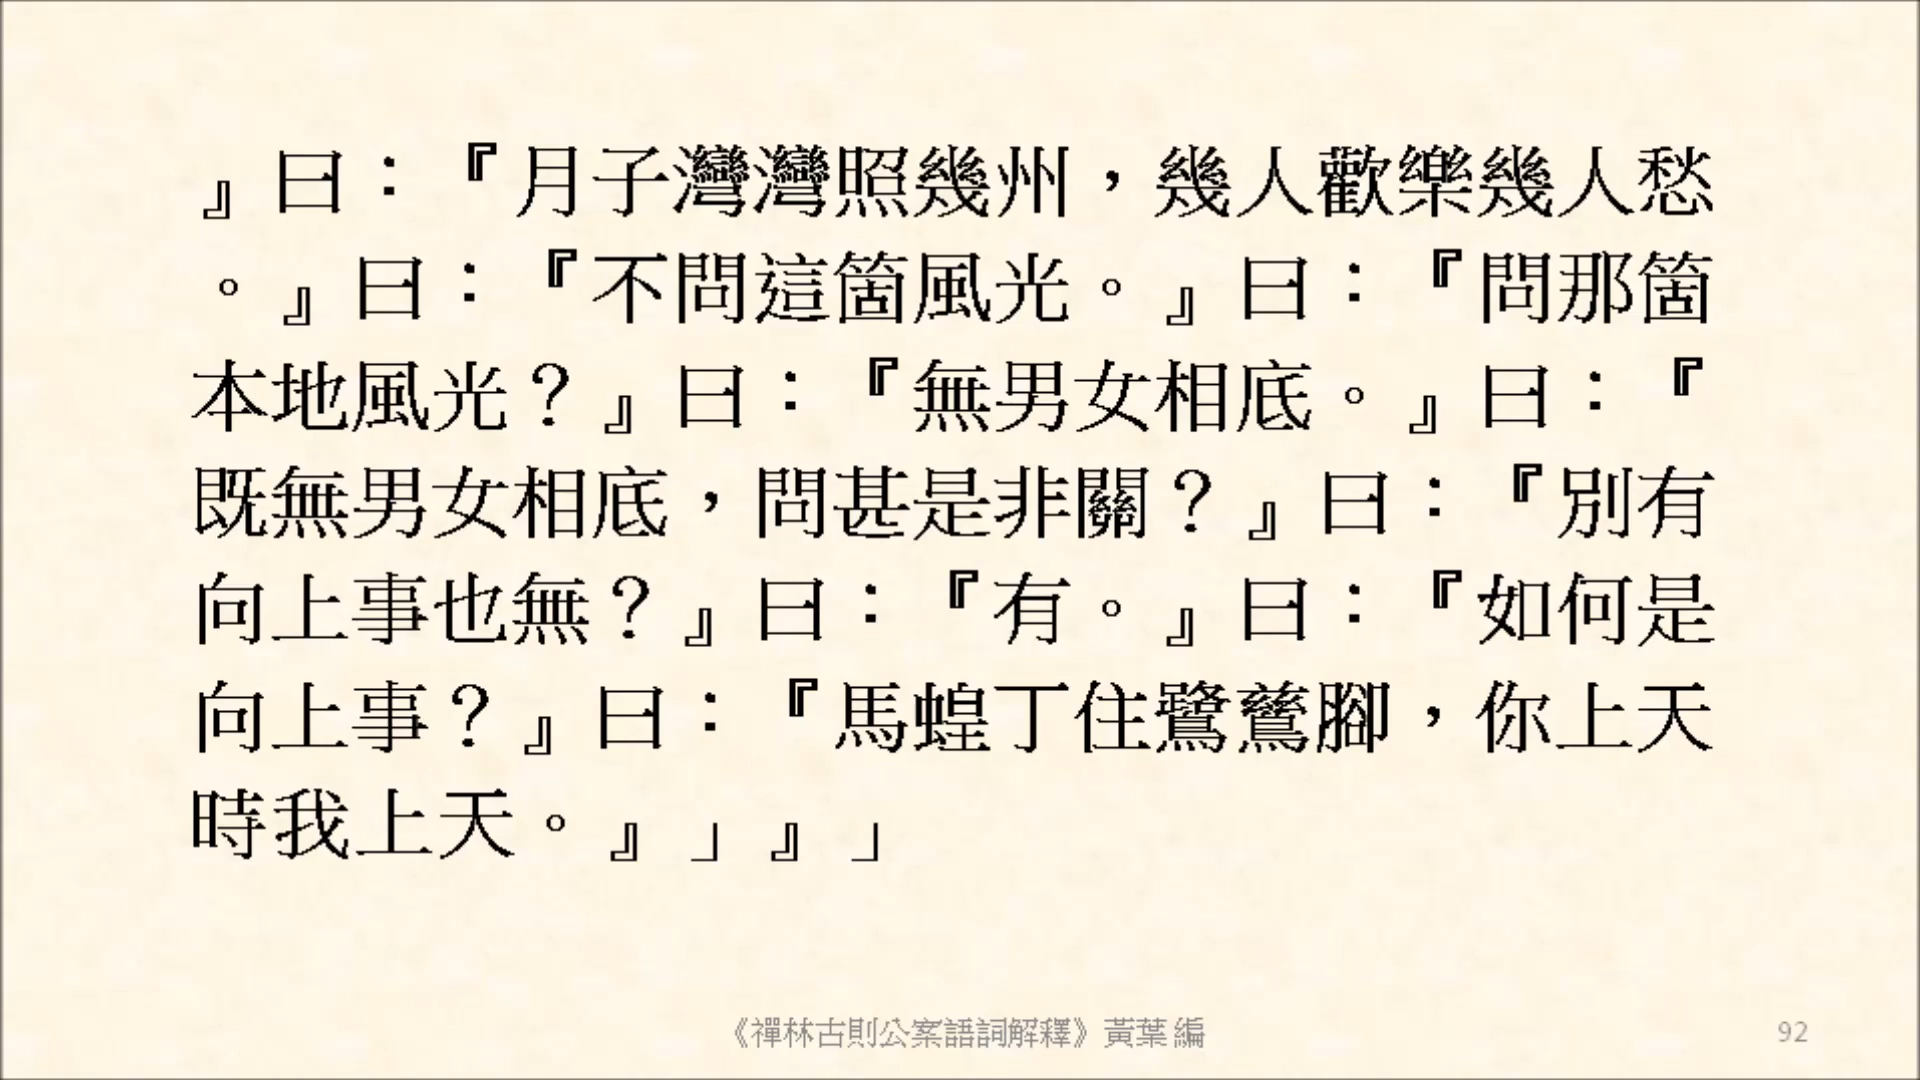 』曰：『月子灣灣照幾州，幾人歡樂幾人愁
。』曰：『不問這箇風光。』曰：『問那箇
本地風光？』曰：『無男女相底。』曰：『
既無男女相底，問甚是非關？』曰：『別有
向上事也無？』曰：『有。』曰：『如何是
向上事？』曰：『馬蝗丁住鷺鷥腳，你上天
時我上天。』」』」
《禪林古則公案語詞解釋》黃葉 編
92